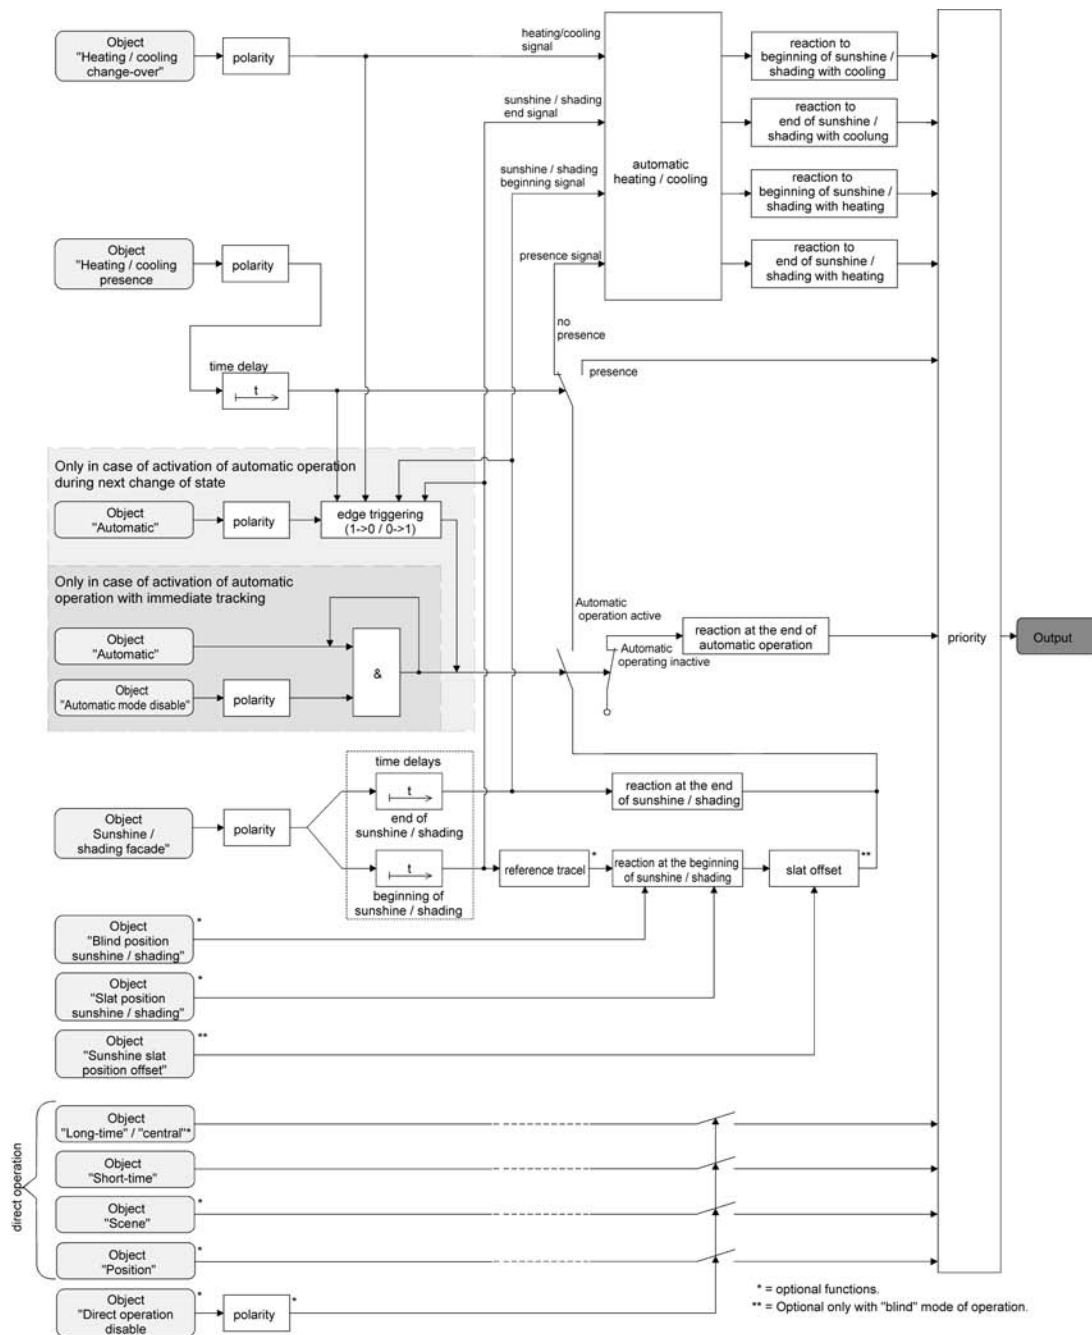 Object
"Heating / cooling
change-over"
polarity
heating/cooling
signal
sunshine / shading
end signal
sunshine / shading
beginning signal
presence signal
automatic
heating / cooling
reaction to
beginning of sunshine /
shading with cooling
reaction to
end of sunshine /
shading with coolung
reaction to
beginning of sunshine /
shading with heating
reaction to
end of sunshine /
shading with heating
Object
"Heating / cooling
presence
polarity
no
presence
presence
time delay
t
Only in case of activation of automatic operation
during next change of state
Object
"Automatic"
polarity
edge triggering
(1->0 / 0->1)
Only in case of activation of automatic
operation with immediate tracking
Object
"Automatic"
Object
"Automatic mode disable"
polarity
&
Automatic
operation active
Automatic
operating inactive
reaction at the end of
automatic operation
priority
Output
time delays
t
end of
sunshine / shading
t
beginning of
sunshine / shading
Object
Sunshine /
shading facade"
polarity
reaction at the end
of sunshine / shading
reference tracel
*
reaction at the beginning
of sunshine / shading
slat offset
**
Object
"Blind position
sunshine / shading"
*
Object
"Slat position
sunshine / shading"
*
Object
"Sunshine slat
position offset"
**
direct operation
Object
"Long-time" / "central"*
Object
"Short-time"
Object
"Scene"
*
Object
"Position"
*
Object
"Direct operation
disable
*
polarity
*
* = optional functions.
** = Optional only with "blind" mode of operation.